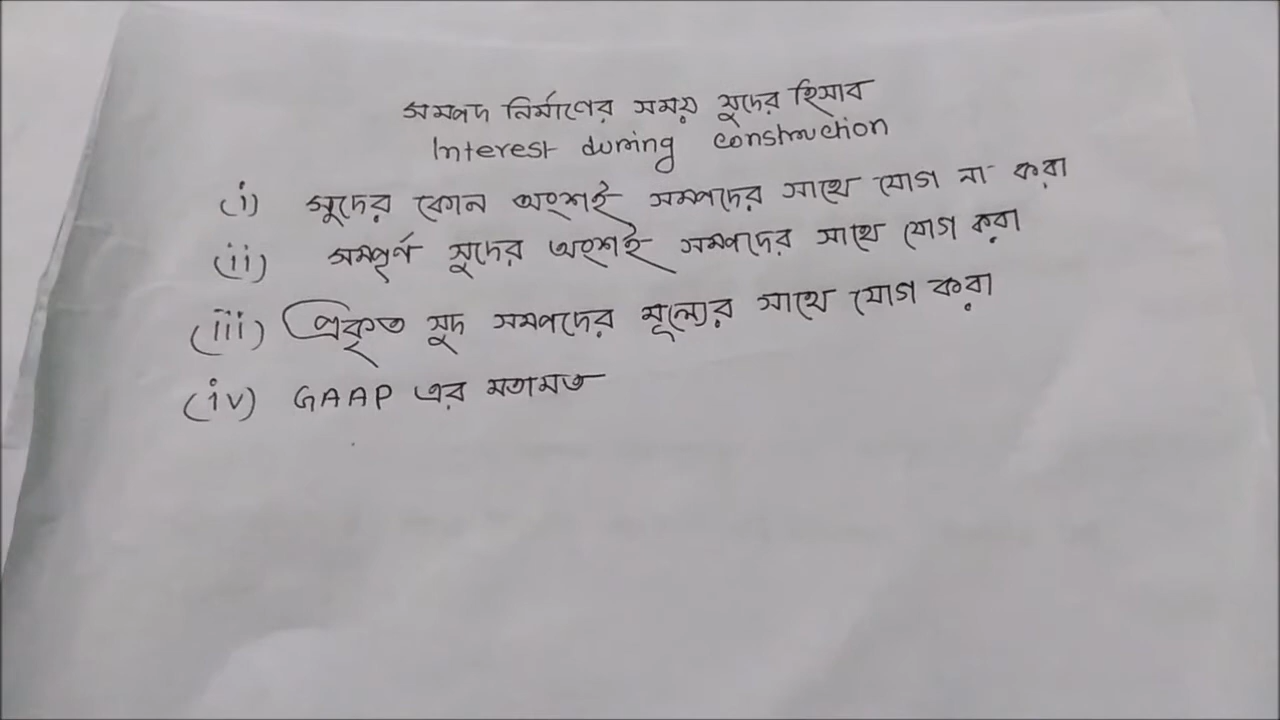 সম্পদ নির্মাণের সময় সুদের হিসাব
Interest during construction
(i) সুদের কোন অংশই সম্পদের সাথে যোগ না করা
(ii) সম্পূর্ণ সুদের অংশই সম্পদের সাথে যোগ করা
(iii) প্রকৃত সুদ সম্পদের মূল্যের সাথে যোগ করা
(iv) GAAP এর মতামত